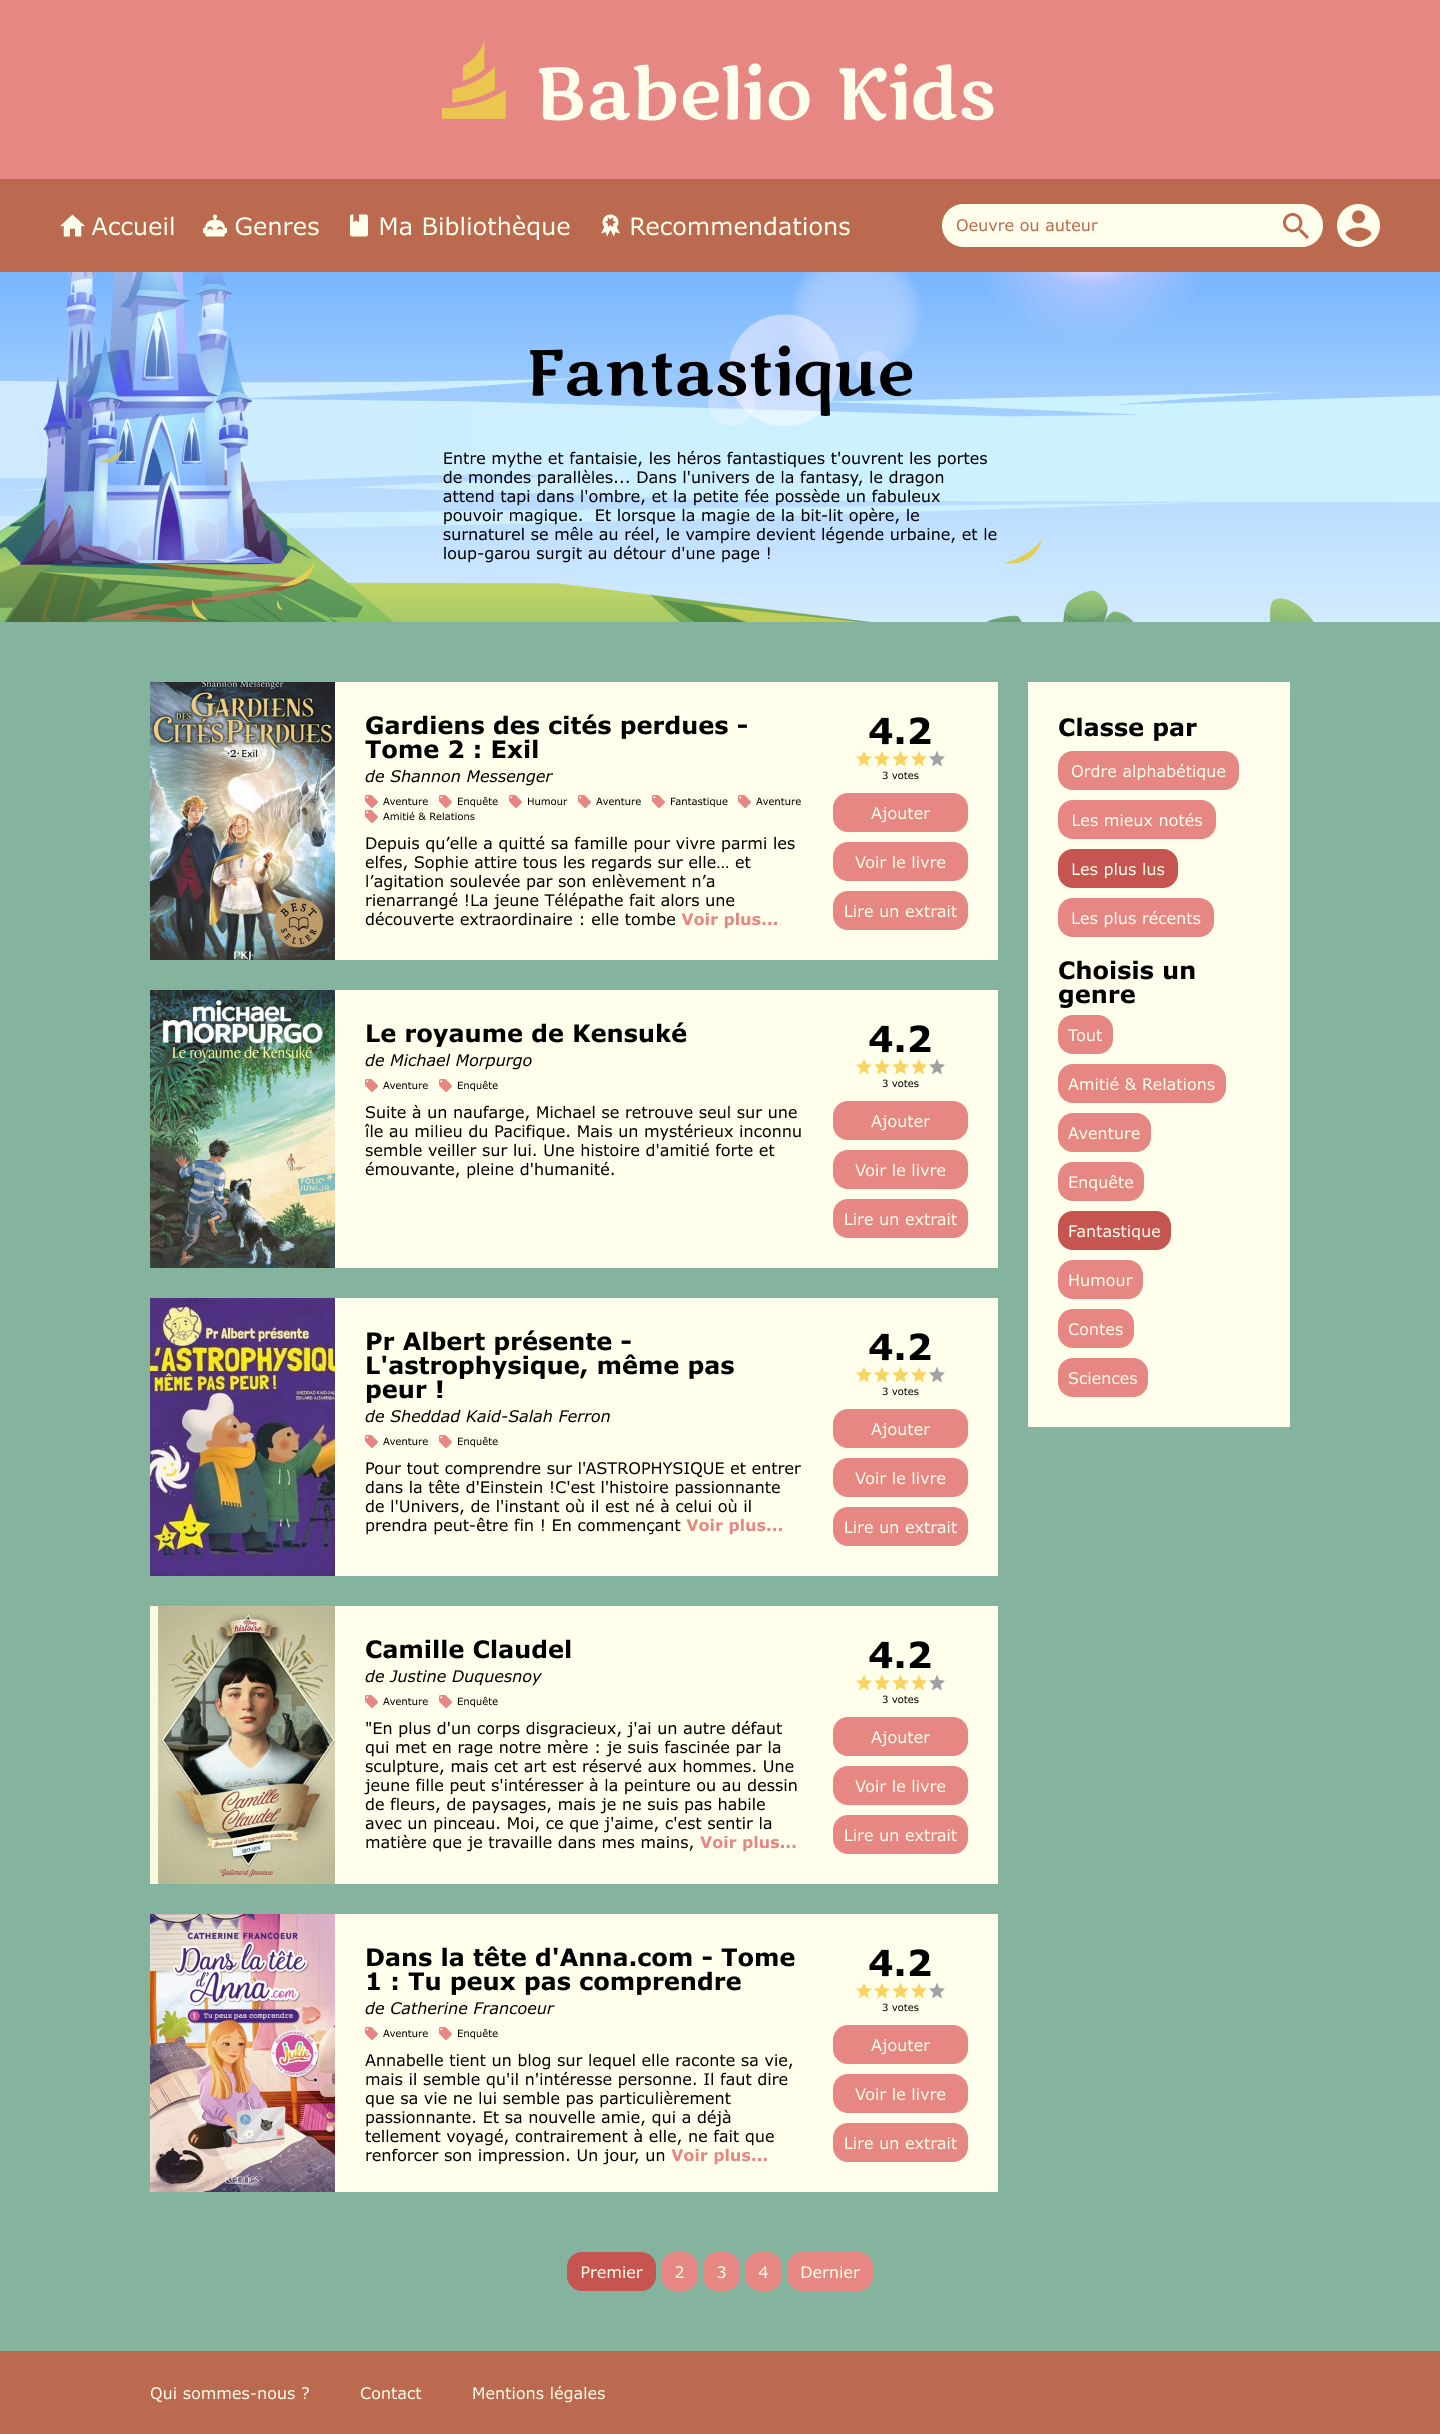 Babelio Kids
Accueil
Genres
Ma Bibliothèque
Recommendations
Oeuvre ou auteur
Fantastique
Entre mythe et fantaisie, les héros fantastiques t'ouvrent les portes
de mondes parallèles... Dans l'univers de la fantasy, le dragon
attend tapi dans l'ombre, et la petite fée possède un fabuleux
pouvoir magique.  Et lorsque la magie de la bit-lit opère, le
surnaturel se mêle au réel, le vampire devient légende urbaine, et le
loup-garou surgit au détour d'une page !
Shannon Messenger
GARDIENS
DES CITÉS PERDUES
·2· Exil
BEST SELLER
PKJ·
Gardiens des cités perdues -
Tome 2 : Exil
de Shannon Messenger
Aventure Enquête Humour Aventure Fantastique Aventure
Amitié & Relations
Depuis qu’elle a quitté sa famille pour vivre parmi les
elfes, Sophie attire tous les regards sur elle… et
l’agitation soulevée par son enlèvement n’a
rienarrangé !La jeune Télépathe fait alors une
découverte extraordinaire : elle tombe Voir plus...
4.2
3 votes
Ajouter
Voir le livre
Lire un extrait
michael
MORPURGO
Le royaume de Kensuké
FOLIO
JUNIOR
Le royaume de Kensuké
de Michael Morpurgo
Aventure Enquête
Suite à un naufarge, Michael se retrouve seul sur une
île au milieu du Pacifique. Mais un mystérieux inconnu
semble veiller sur lui. Une histoire d'amitié forte et
émouvante, pleine d'humanité.
4.2
3 votes
Ajouter
Voir le livre
Lire un extrait
Pr Albert présente
L'ASTROPHYSIQU
MÊME PAS PEUR !
Pr Albert présente -
L'astrophysique, même pas
peur !
de Sheddad Kaid-Salah Ferron
Aventure Enquête
Pour tout comprendre sur l'ASTROPHYSIQUE et entrer
dans la tête d'Einstein !C'est l'histoire passionnante
de l'Univers, de l'instant où il est né à celui où il
prendra peut-être fin ! En commençant Voir plus...
4.2
3 votes
Ajouter
Voir le livre
Lire un extrait
Mon
histoire
Camille
Claudel
Journal d'une apprentie sculptrice
Gallimard Jeunesse
Camille Claudel
de Justine Duquesnoy
Aventure Enquête
"En plus d'un corps disgracieux, j'ai un autre défaut
qui met en rage notre mère : je suis fascinée par la
sculpture, mais cet art est réservé aux hommes. Une
jeune fille peut s'intéresser à la peinture ou au dessin
de fleurs, de paysages, mais je ne suis pas habile
avec un pinceau. Moi, ce que j'aime, c'est sentir la
matière que je travaille dans mes mains, Voir plus...
4.2
3 votes
Ajouter
Voir le livre
Lire un extrait
CATHERINE FRANCOEUR
Dans la tête
d'Anna.com
1 Tu peux pas comprendre
Julie
Kennes
Dans la tête d'Anna.com - Tome
1 : Tu peux pas comprendre
de Catherine Francoeur
Aventure Enquête
Annabelle tient un blog sur lequel elle raconte sa vie,
mais il semble qu'il n'intéresse personne. Il faut dire
que sa vie ne lui semble pas particulièrement
passionnante. Et sa nouvelle amie, qui a déjà
tellement voyagé, contrairement à elle, ne fait que
renforcer son impression. Un jour, un Voir plus...
4.2
3 votes
Ajouter
Voir le livre
Lire un extrait
Classe par
Ordre alphabétique
Les mieux notés
Les plus lus
Les plus récents
Choisis un
genre
Tout
Amitié & Relations
Aventure
Enquête
Fantastique
Humour
Contes
Sciences
Premier 2 3 4 Dernier
Qui sommes-nous ? Contact Mentions légales